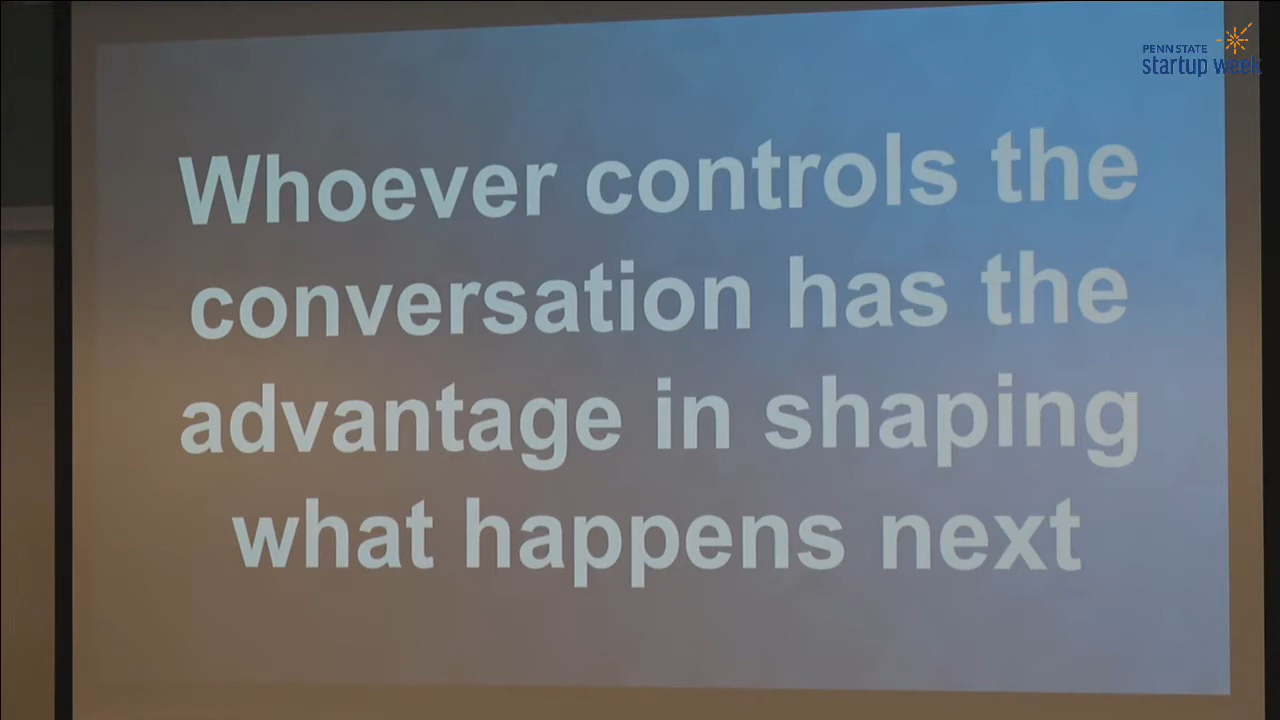 PENN STATE
startup week
Whoever controls the
conversation has the
advantage in shaping
what happens next